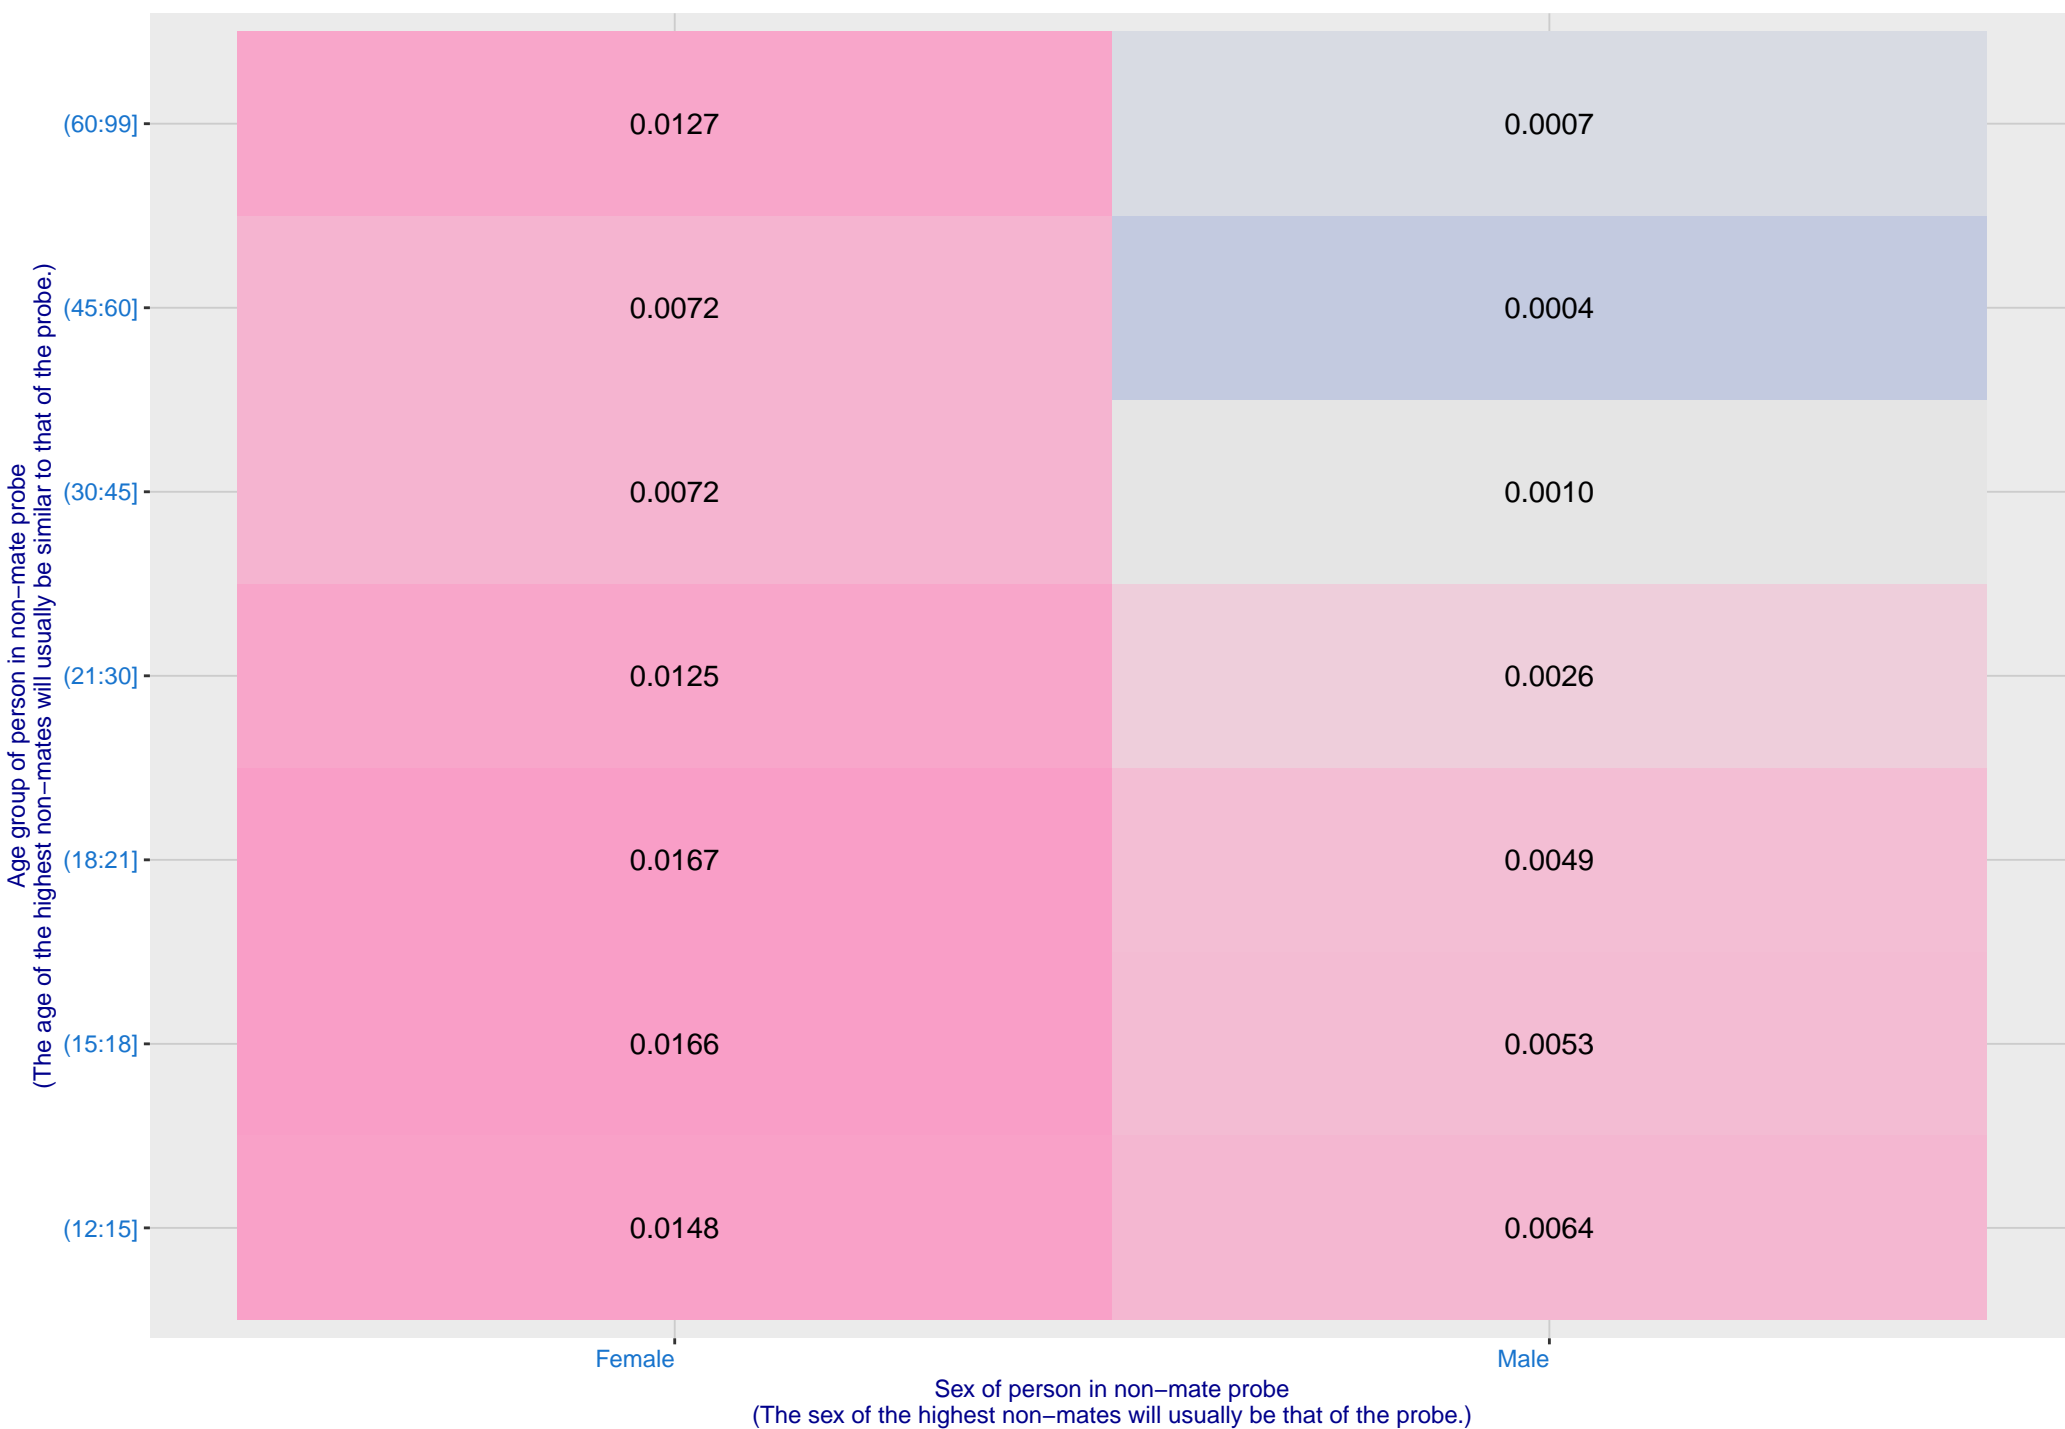 Age group of person in non−mate probe
(The age of the highest non−mates will usually be similar to that of the probe.)
(60:99] 0.0127 0.0007
(45:60] 0.0072 0.0004
(30:45] 0.0072 0.0010
(21:30] 0.0125 0.0026
(18:21] 0.0167 0.0049
(15:18] 0.0166 0.0053
(12:15] 0.0148 0.0064
Female Male
Sex of person in non−mate probe
(The sex of the highest non−mates will usually be that of the probe.)